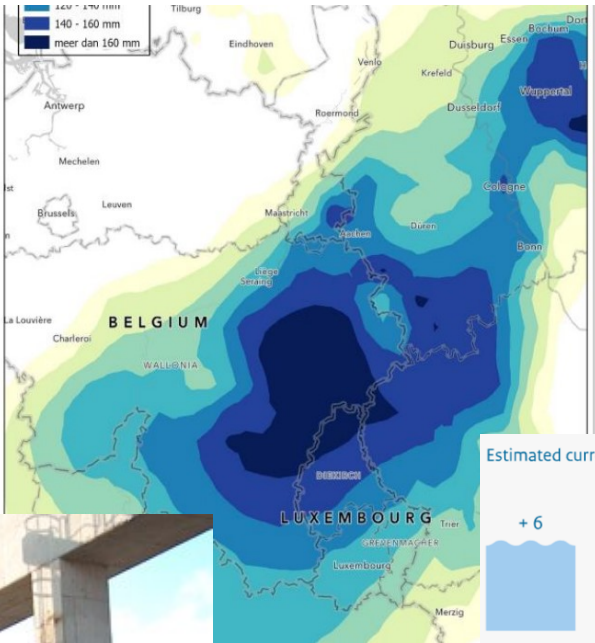 120 - 140 mm
140 - 160 mm
meer dan 160 mm
Tilburg
Eindhoven
Venlo
Duisburg
Essen
Bochum
Dort
Krefeld
Antwerp
Dusseldorf
Wuppertal
Roermond
Mechelen
Cologne
Brussels
Leuven
Maastricht
Aachen
Düren
Bonn
Liège
Seraing
La Louvière
BELGIUM
Charleroi
WALLONIA
DIEKIRCH
Estimated curr
+ 6
LUXEMBOURG
Trier
GREVENMACHER
Luxembourg
Merzig